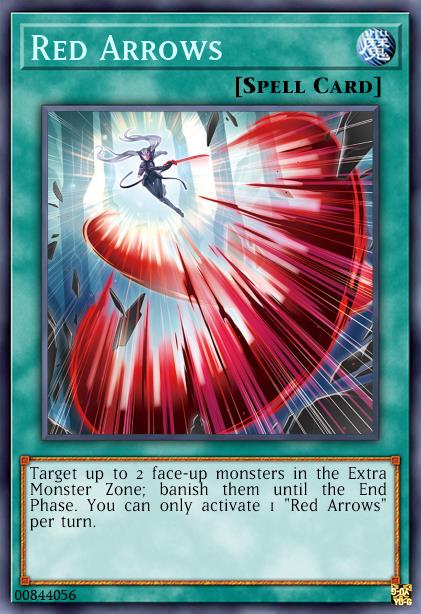 Red Arrows
魔
[Spell Card]
Target up to 2 face-up monsters in the Extra
Monster Zone; banish them until the End
Phase. You can only activate 1 "Red Arrows"
per turn.
00844056